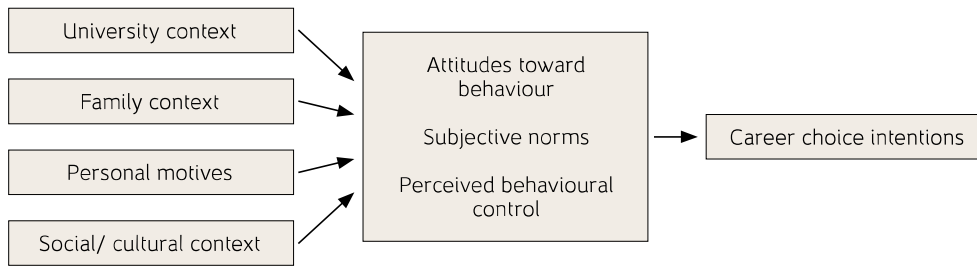 University context
Family context
Personal motives
Social/ cultural context
Attitudes toward
behaviour
Subjective norms
Perceived behavioural
control
Career choice intentions